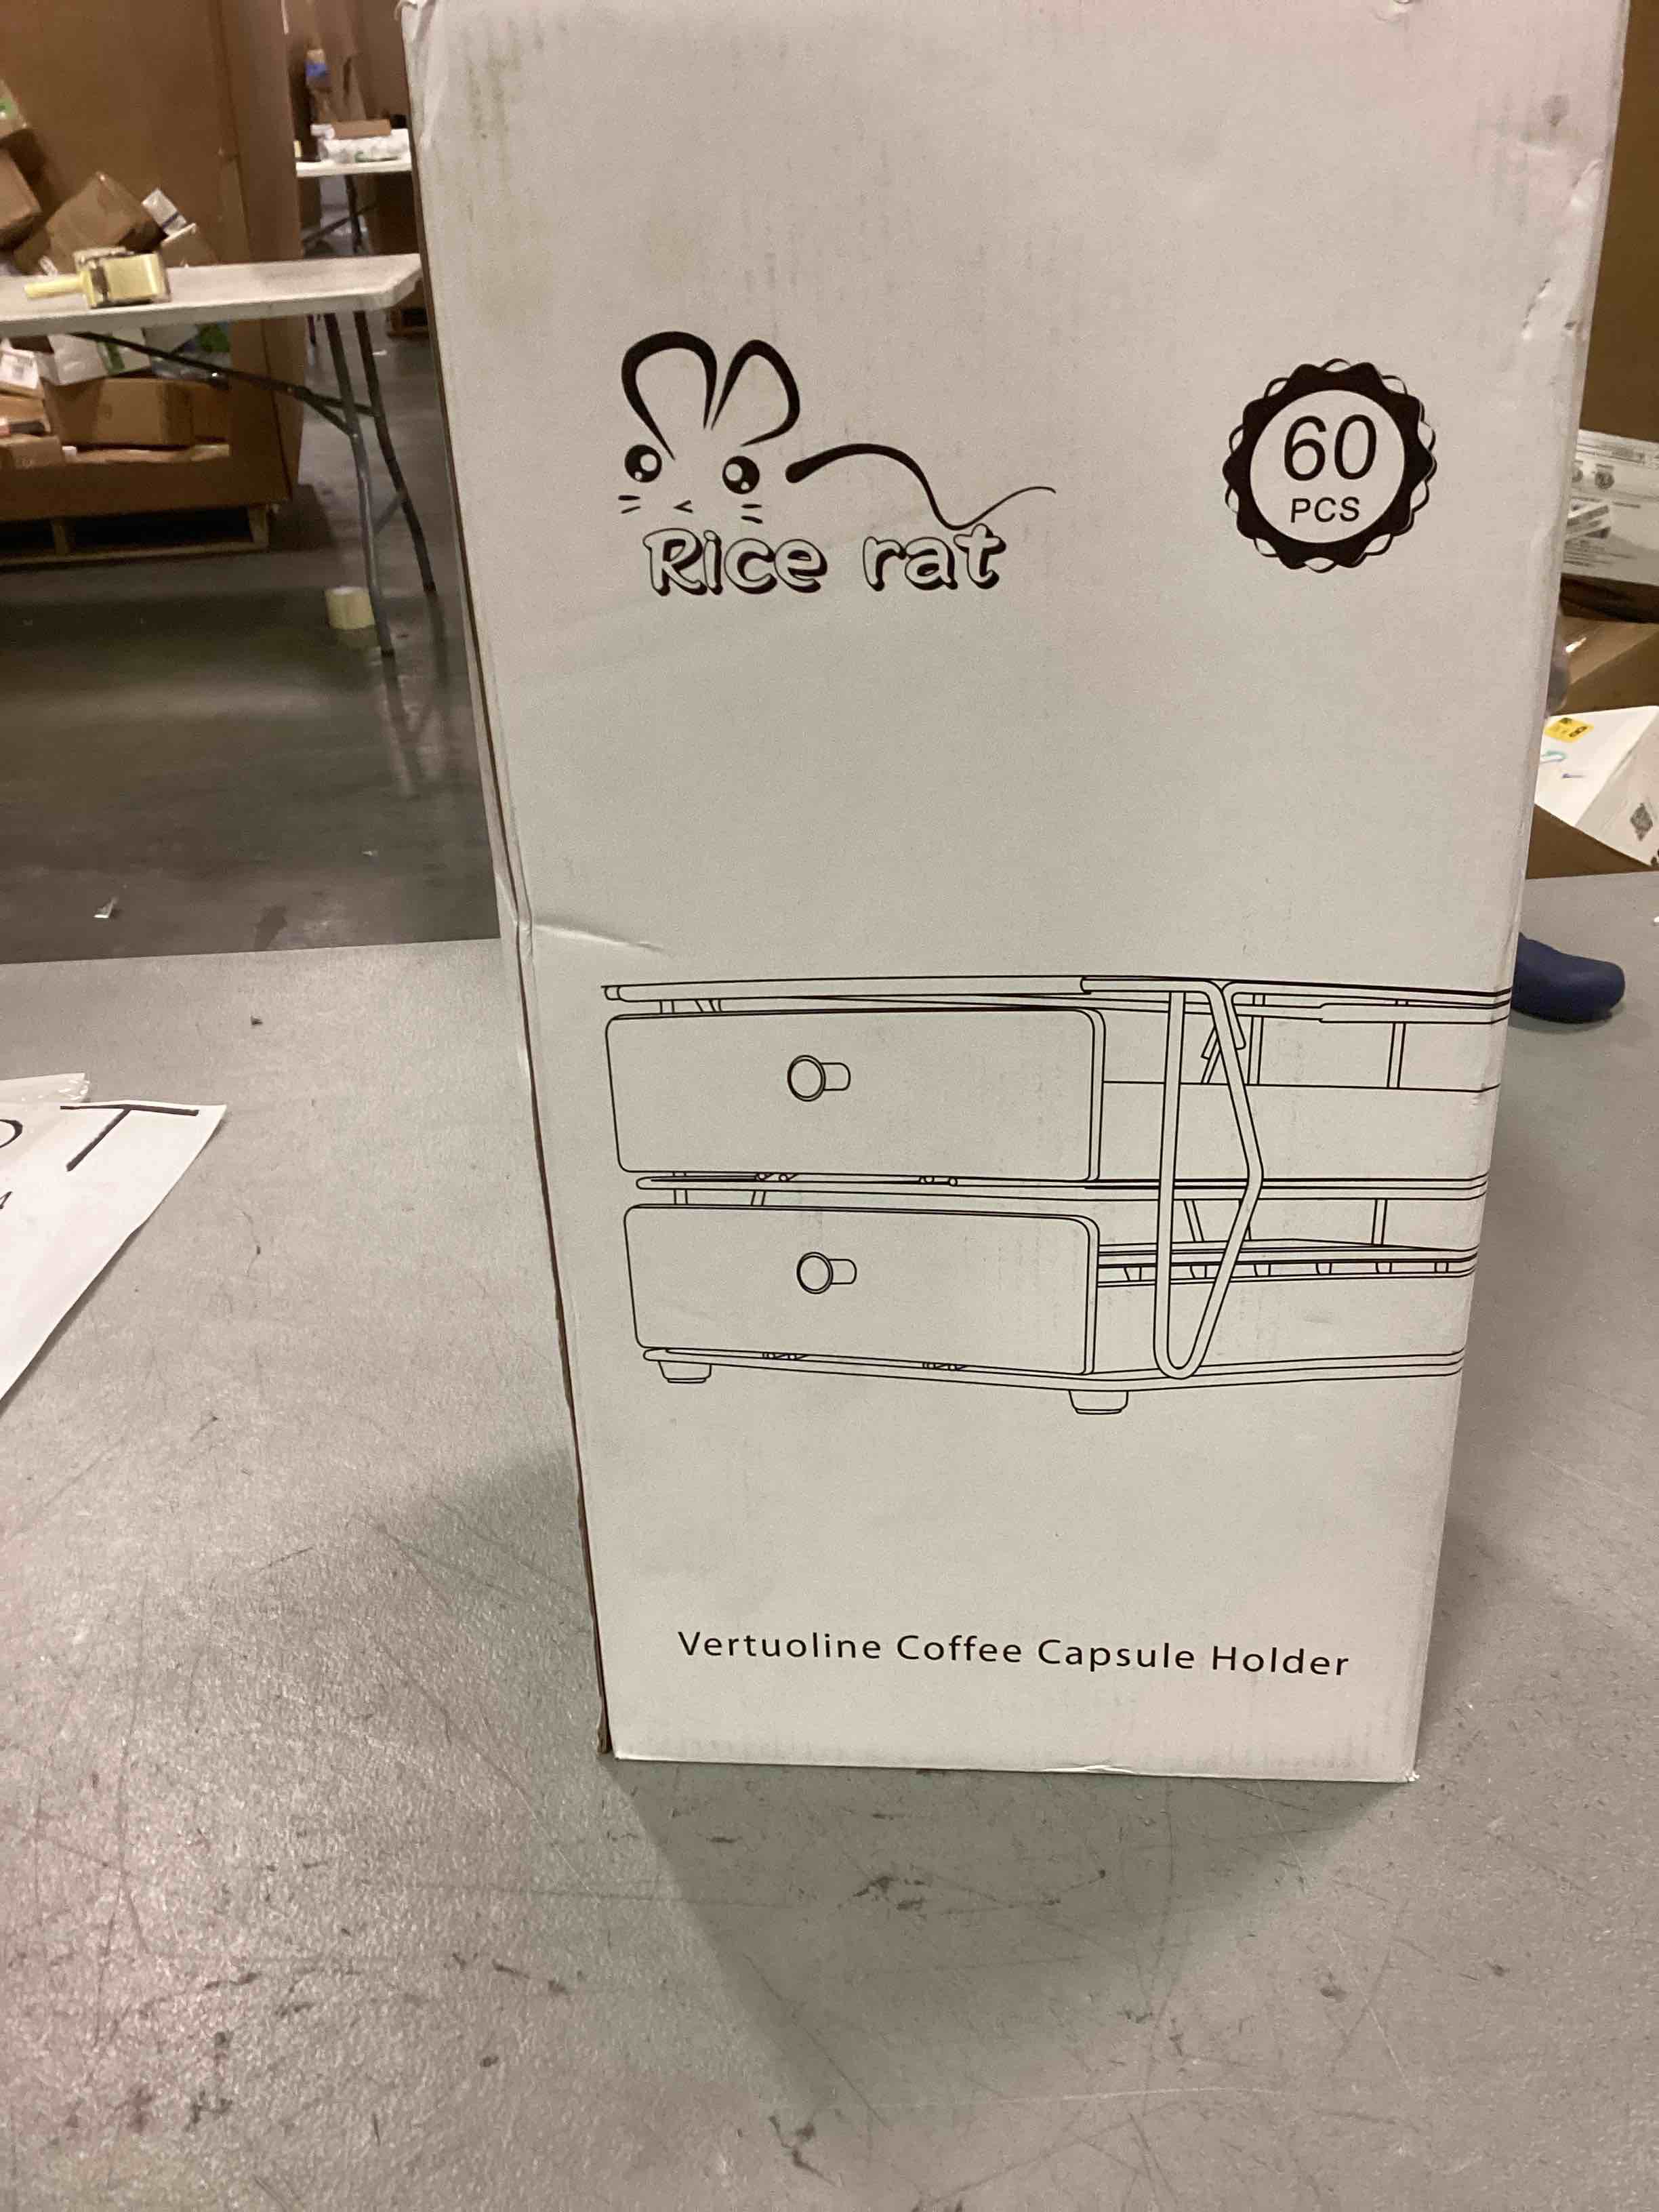 Rice rat
60
PCS
Vertuoline Coffee Capsule Holder